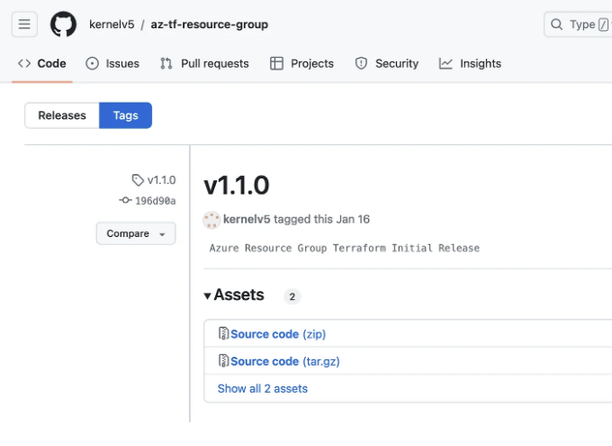 kernelv5 / az-tf-resource-group
Type /
Code Issues Pull requests Projects Security Insights
Releases Tags
v1.1.0
196d90a
Compare
v1.1.0
kernelv5 tagged this Jan 16
Azure Resource Group Terraform Initial Release
Assets 2
Source code (zip)
Source code (tar.gz)
Show all 2 assets